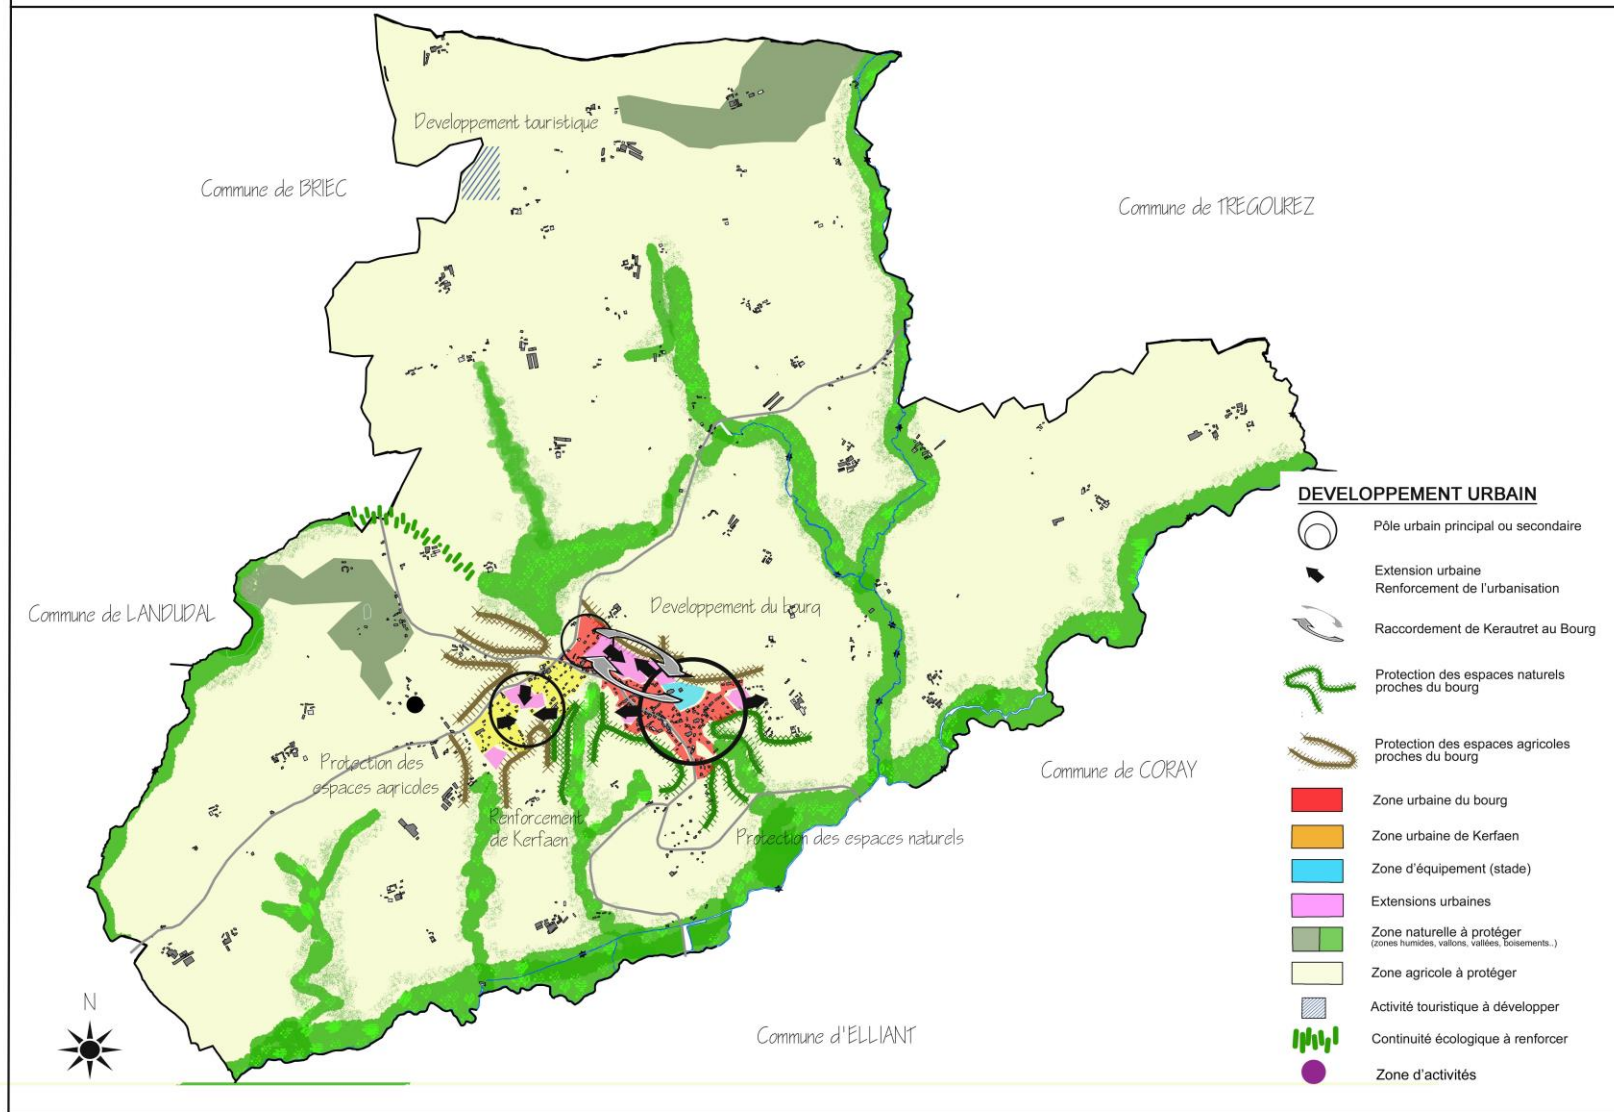 Developpement touristique
Commune de BRIEC
Commune de TREGOUREZ
Commune de LANDUDAL
Developpement du bourg
Protection des
espaces agricoles
Renforcement
de Kerfaen
Protection des espaces naturels
Commune de CORAY
Commune d'ELLIANT
N
DEVELOPPEMENT URBAIN
Pôle urbain principal ou secondaire
Extension urbaine
Renforcement de l'urbanisation
Raccordement de Kerautret au Bourg
Protection des espaces naturels
proches du bourg
Protection des espaces agricoles
proches du bourg
Zone urbaine du bourg
Zone urbaine de Kerfaen
Zone d'équipement (stade)
Extensions urbaines
Zone naturelle à protéger
(zones humides, vallons, vallées, boisements..)
Zone agricole à protéger
Activité touristique à développer
Continuité écologique à renforcer
Zone d'activités